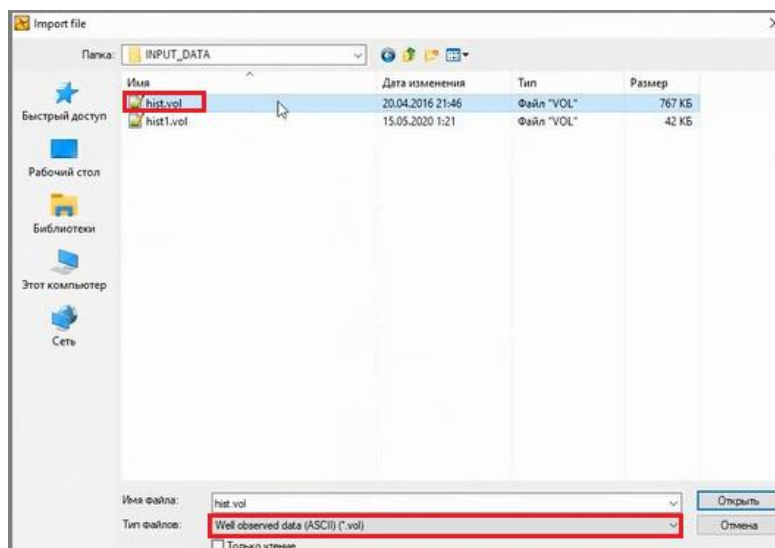 Import file
Папка: INPUT_DATA
Имя Дата изменения Тип Размер
hist.vol 20.04.2016 21:46 Файл "VOL" 767 КБ
hist1.vol 15.05.2020 1:21 Файл "VOL" 42 КБ
Быстрый доступ
Рабочий стол
Библиотеки
Этот компьютер
Сеть
Имя файла: hist.vol Открыть
Тип файлов: Well observed data (ASCII) (*.vol) Отмена
Только чтение